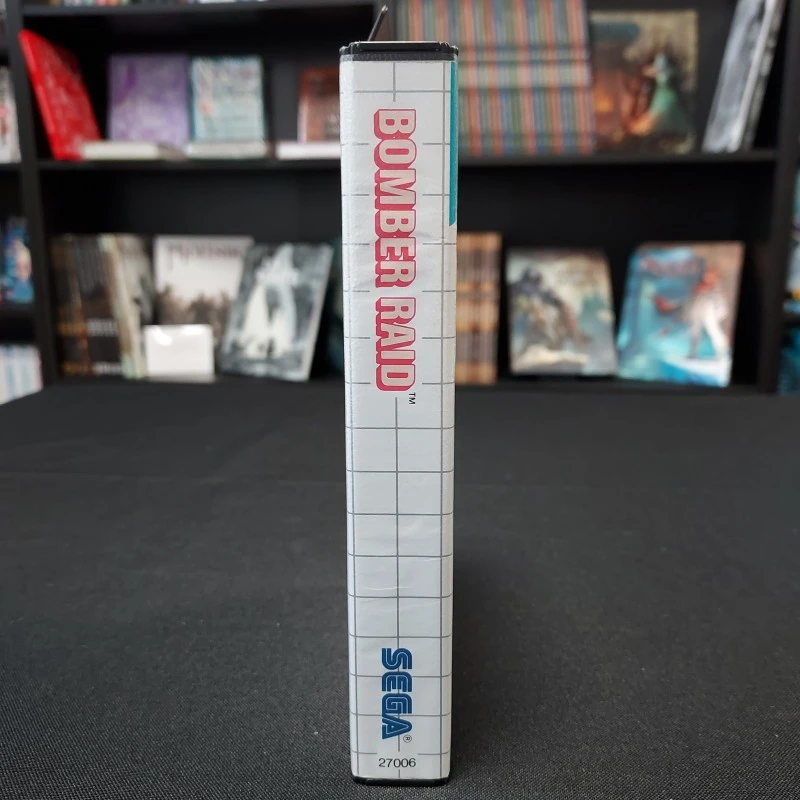 BOMBER RAID™
SEGA®
27006